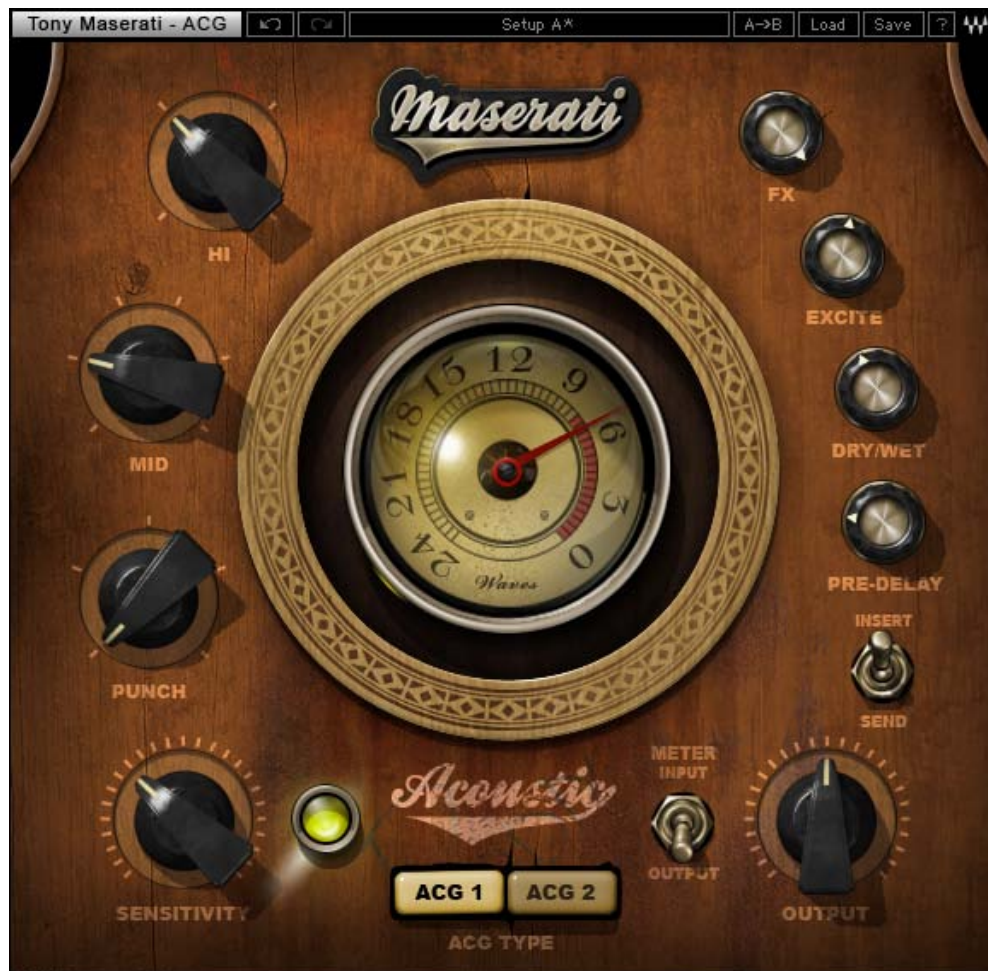 Tony Maserati - ACG
Setup A*
A->B
Load
Save
?
Maserati
HI
FX
EXCITE
MID
DRY/WET
PUNCH
PRE-DELAY
INSERT
SEND
24
21
18
15
12
9
6
3
0
Waves
Acoustic
METER
INPUT
OUTPUT
SENSITIVITY
ACG 1
ACG 2
ACG TYPE
OUTPUT